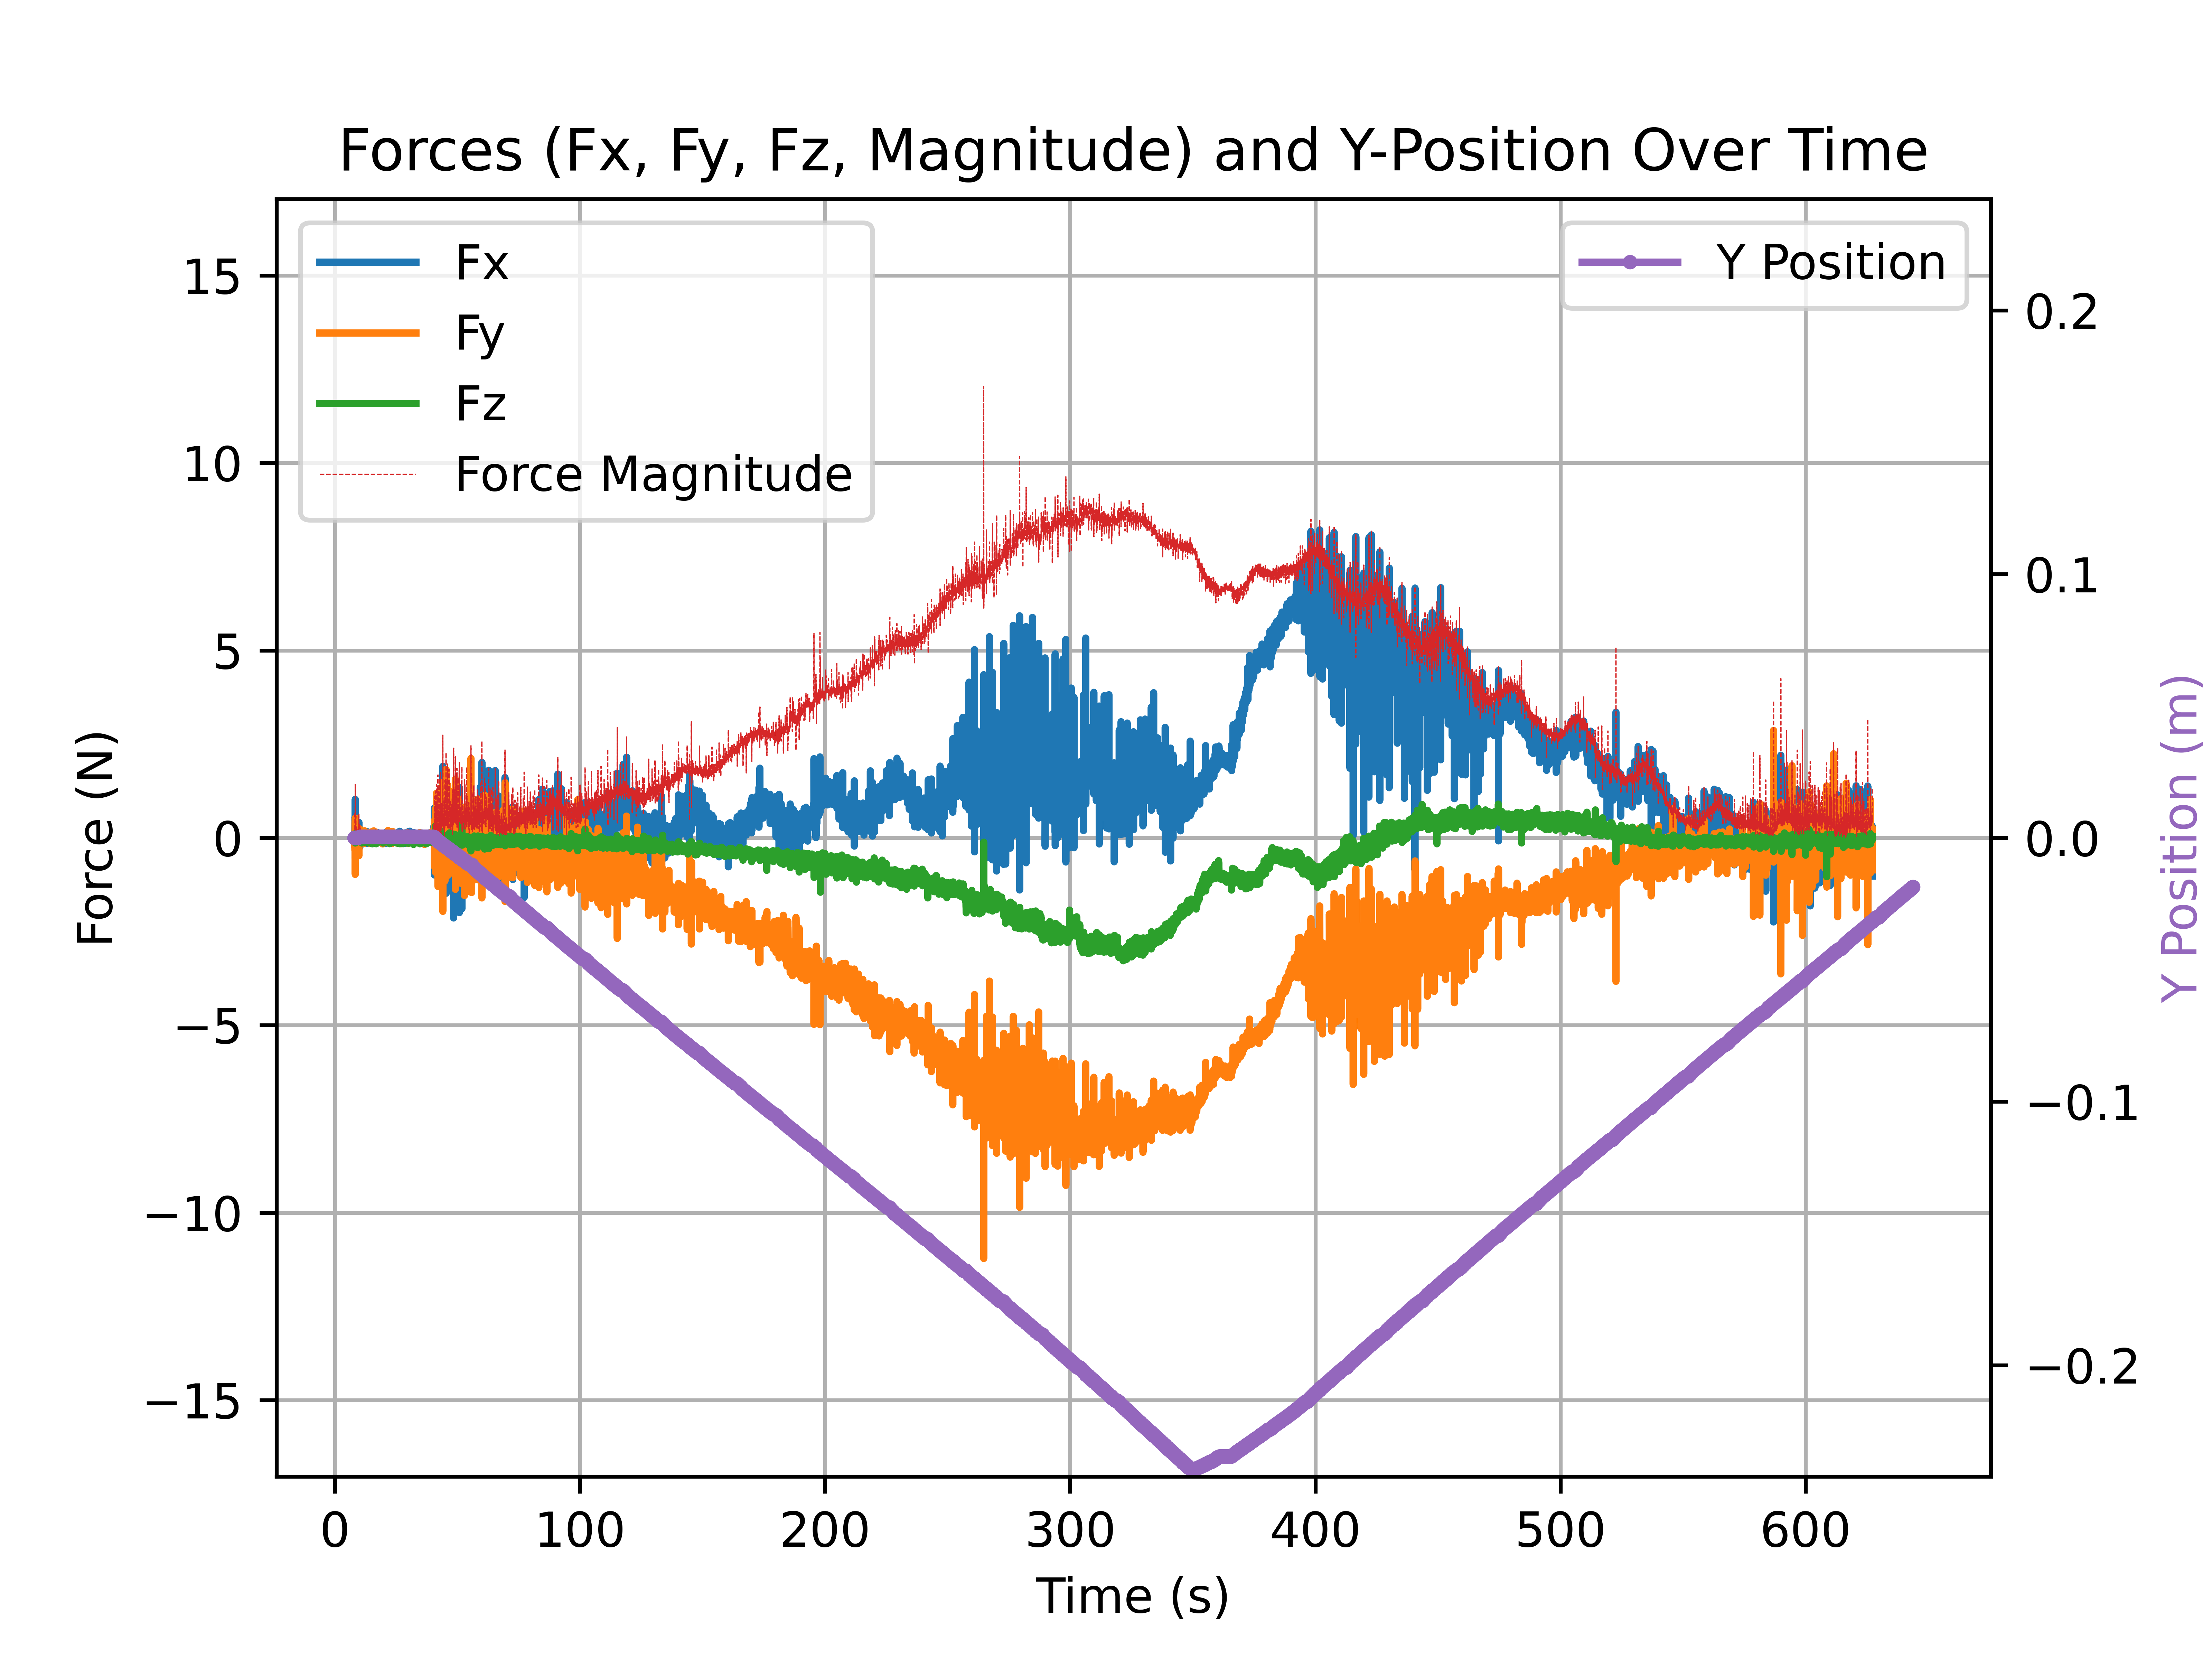 Forces (Fx, Fy, Fz, Magnitude) and Y-Position Over Time
Fx
Fy
Fz
Force Magnitude
Y Position
15
10
5
0
−5
−10
−15
Force (N)
0.2
0.1
0.0
−0.1
−0.2
Y Position (m)
0 100 200 300 400 500 600
Time (s)